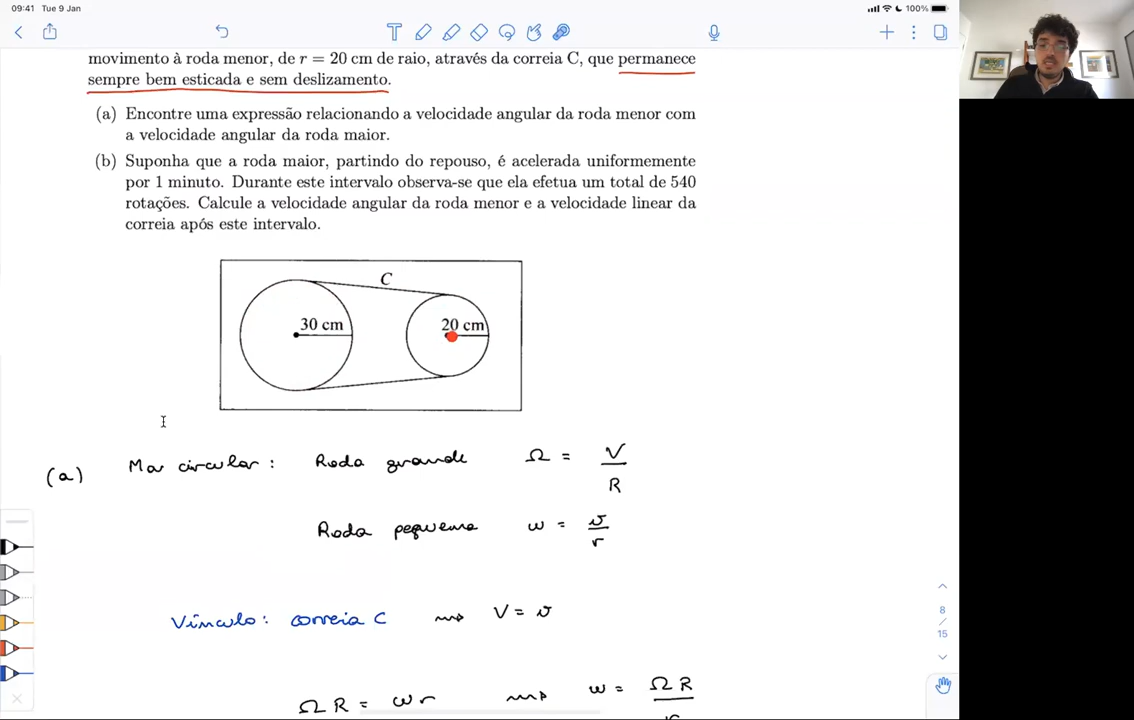 09:41 Tue 9 Jan
100%
movimento à roda menor, de r = 20 cm de raio, através da correia C, que permanece
sempre bem esticada e sem deslizamento.
(a) Encontre uma expressão relacionando a velocidade angular da roda menor com
a velocidade angular da roda maior.
(b) Suponha que a roda maior, partindo do repouso, é acelerada uniformemente
por 1 minuto. Durante este intervalo observa-se que ela efetua um total de 540
rotações. Calcule a velocidade angular da roda menor e a velocidade linear da
correia após este intervalo.
C
30 cm
20 cm
(a) Mov circular : Roda grande Ω = V/R
Roda pequena ω = v/r
Vínculo: correia C ⟿ V = v
Ω R = ω r ⟿ ω = Ω R / r
8
/
15